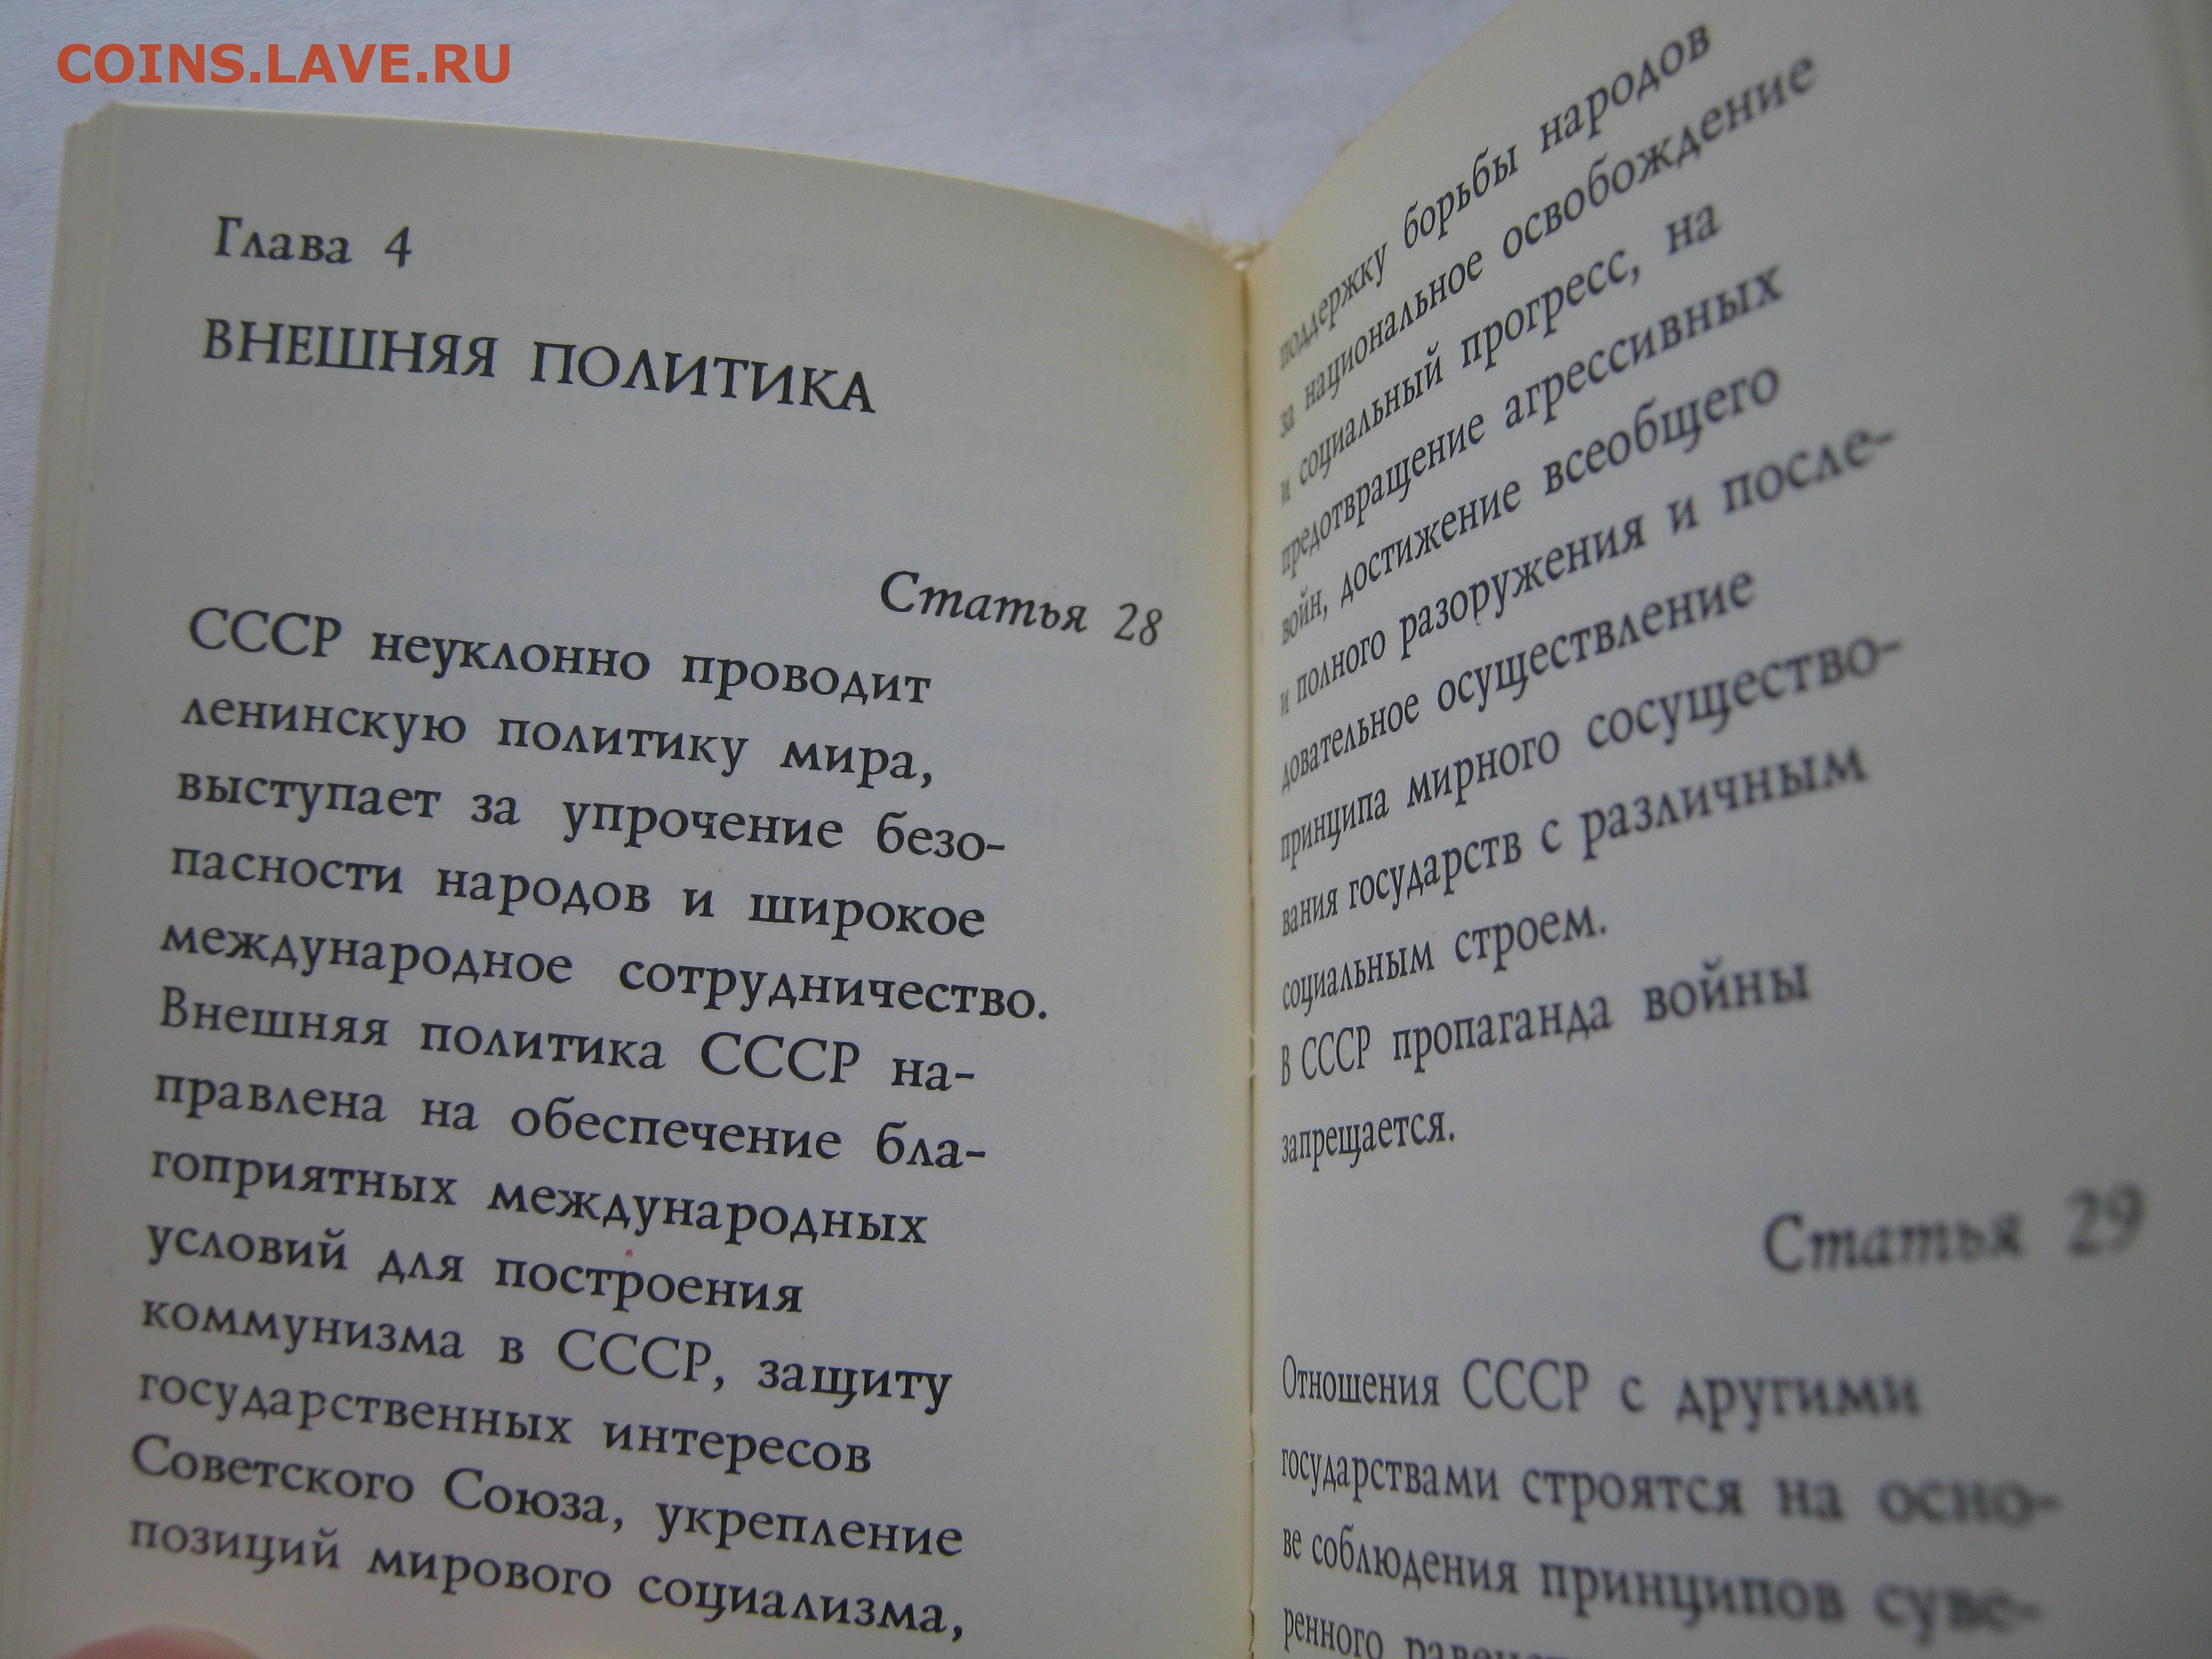 COINS.LAVE.RU
Глава 4
ВНЕШНЯЯ ПОЛИТИКА
Статья 28
СССР неуклонно проводит
ленинскую политику мира,
выступает за упрочение безо-
пасности народов и широкое
международное сотрудничество.
Внешняя политика СССР на-
правлена на обеспечение бла-
гоприятных международных
условий для построения
коммунизма в СССР, защиту
государственных интересов
Советского Союза, укрепление
позиций мирового социализма,
поддержку борьбы народов
за национальное освобождение
и социальный прогресс, на
предотвращение агрессивных
войн, достижение всеобщего
и полного разоружения и после-
довательное осуществление
принципа мирного сосущество-
вания государств с различным
социальным строем.
В СССР пропаганда войны
запрещается.
Статья 29
Отношения СССР с другими
государствами строятся на осно-
ве соблюдения принципов суве-
ренного